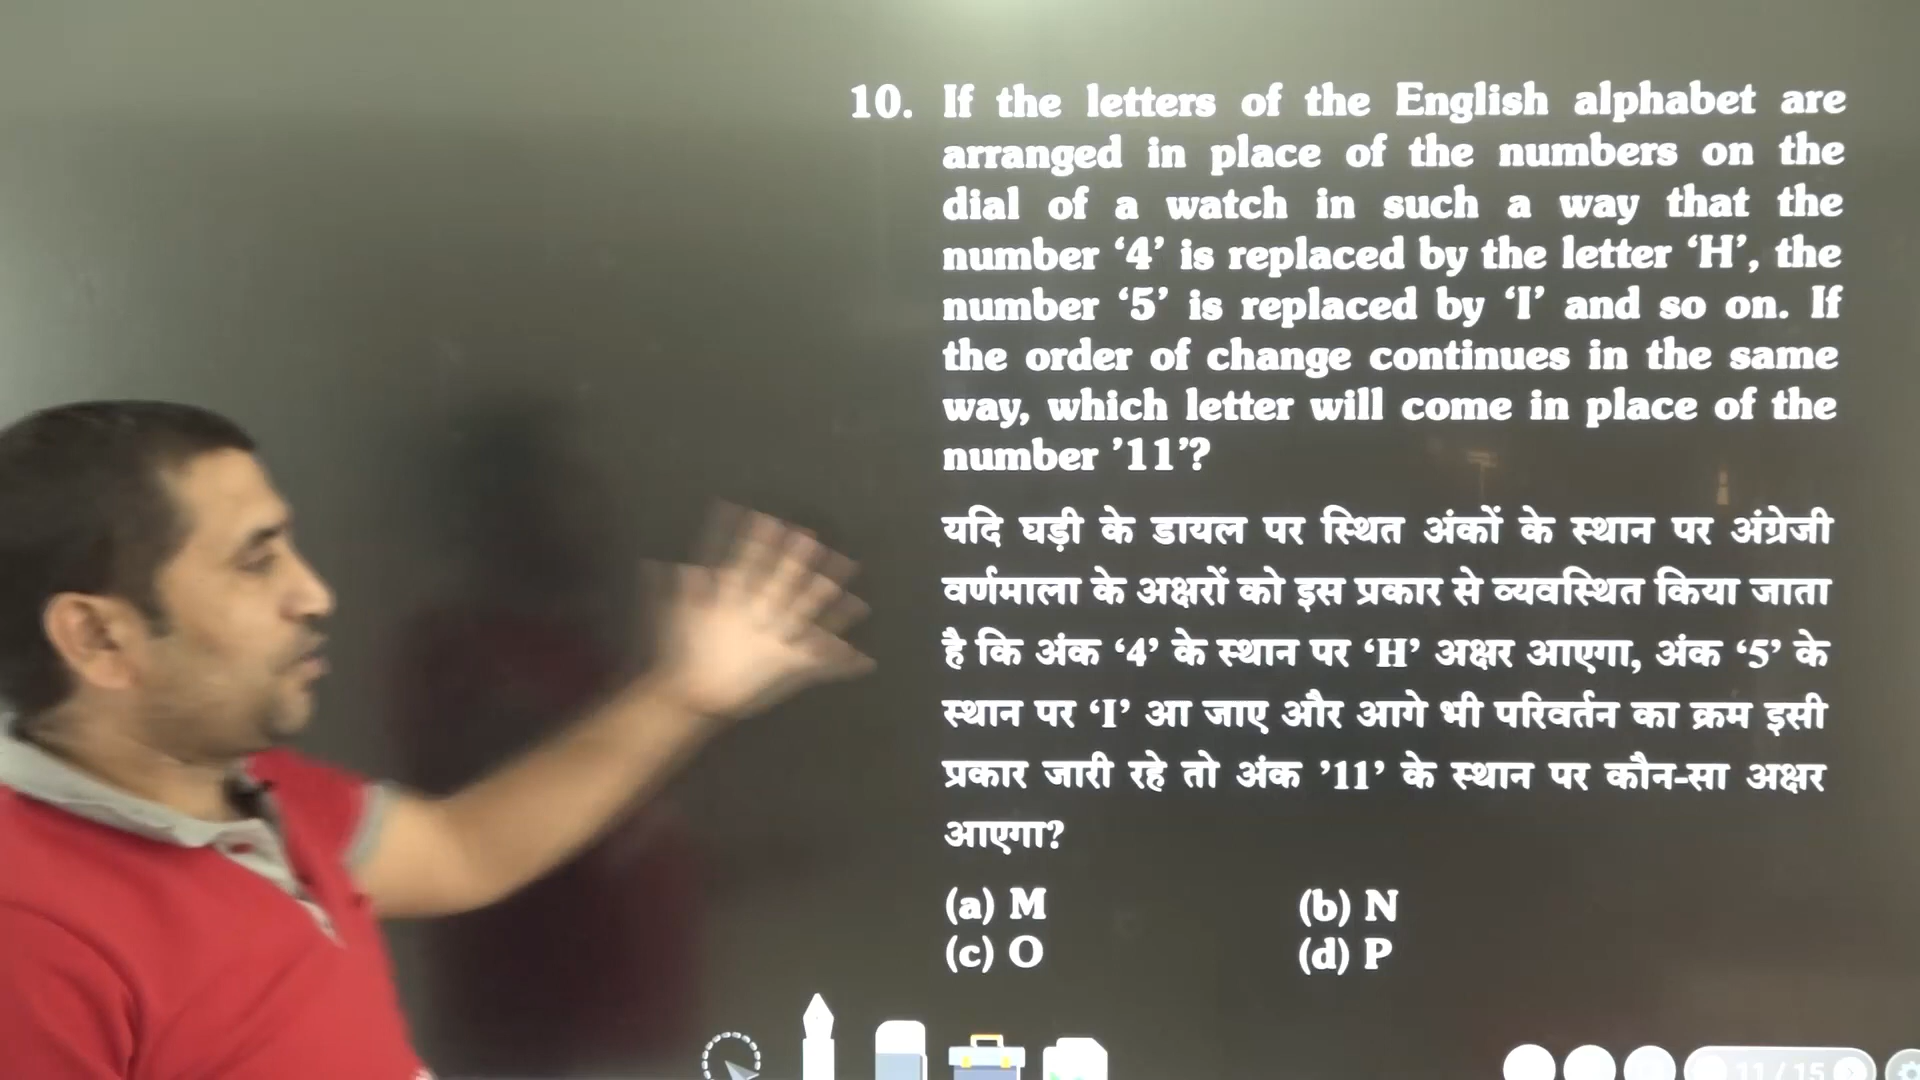 10. If the letters of the English alphabet are
arranged in place of the numbers on the
dial of a watch in such a way that the
number ‘4’ is replaced by the letter ‘H’, the
number ‘5’ is replaced by ‘I’ and so on. If
the order of change continues in the same
way, which letter will come in place of the
number ’11’?
यदि घड़ी के डायल पर स्थित अंकों के स्थान पर अंग्रेजी
वर्णमाला के अक्षरों को इस प्रकार से व्यवस्थित किया जाता
है कि अंक ‘4’ के स्थान पर ‘H’ अक्षर आएगा, अंक ‘5’ के
स्थान पर ‘I’ आ जाए और आगे भी परिवर्तन का क्रम इसी
प्रकार जारी रहे तो अंक ’11’ के स्थान पर कौन-सा अक्षर
आएगा?
(a) M (b) N
(c) O (d) P
11 / 15